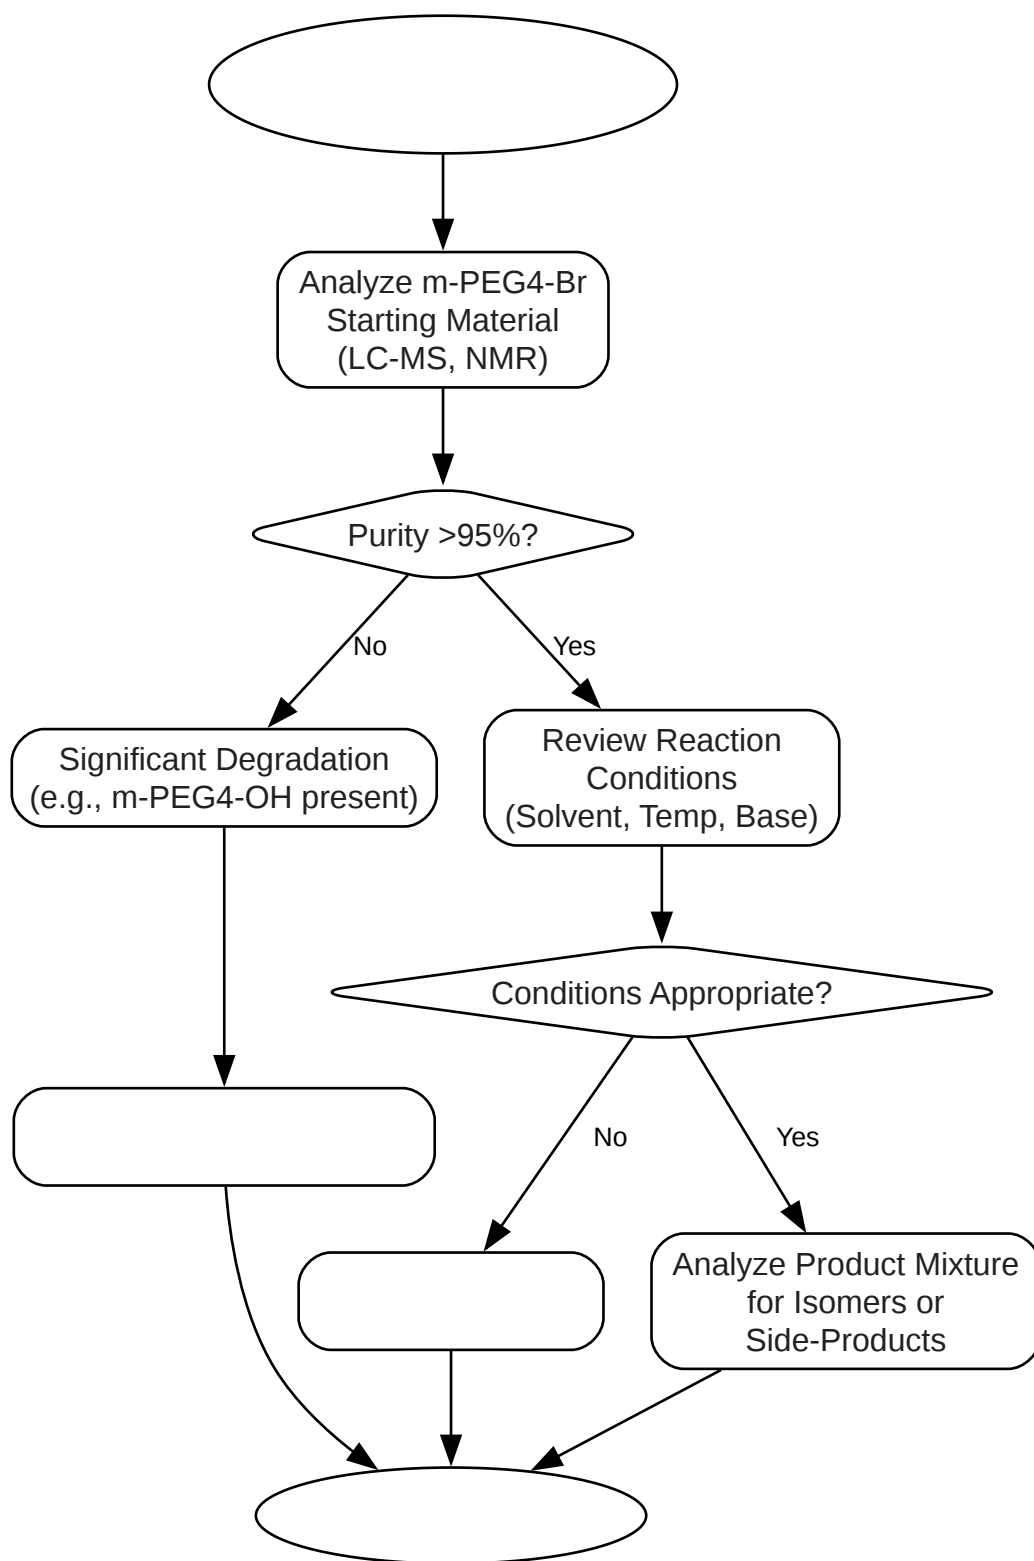 Analyze m-PEG4-Br
Starting Material
(LC-MS, NMR)
Purity >95%?
No
Yes
Significant Degradation
(e.g., m-PEG4-OH present)
Review Reaction
Conditions
(Solvent, Temp, Base)
Conditions Appropriate?
No
Yes
Analyze Product Mixture
for Isomers or
Side-Products